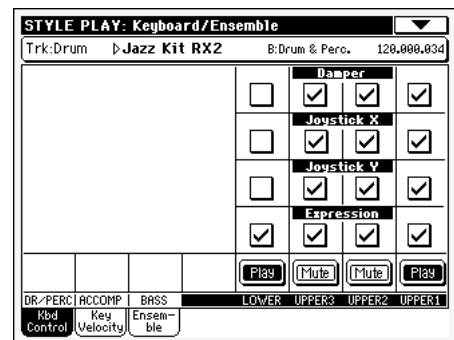 STYLE PLAY: Keyboard/Ensemble
Trk:Drum ▷Jazz Kit RX2 B:Drum & Perc. 120.000.034
Damper
Joystick X
Joystick Y
Expression
Play Mute Mute Play
DR/PERC ACCOMP BASS LOWER UPPER3 UPPER2 UPPER1
Kbd Key Ensem-
Control Velocity ble